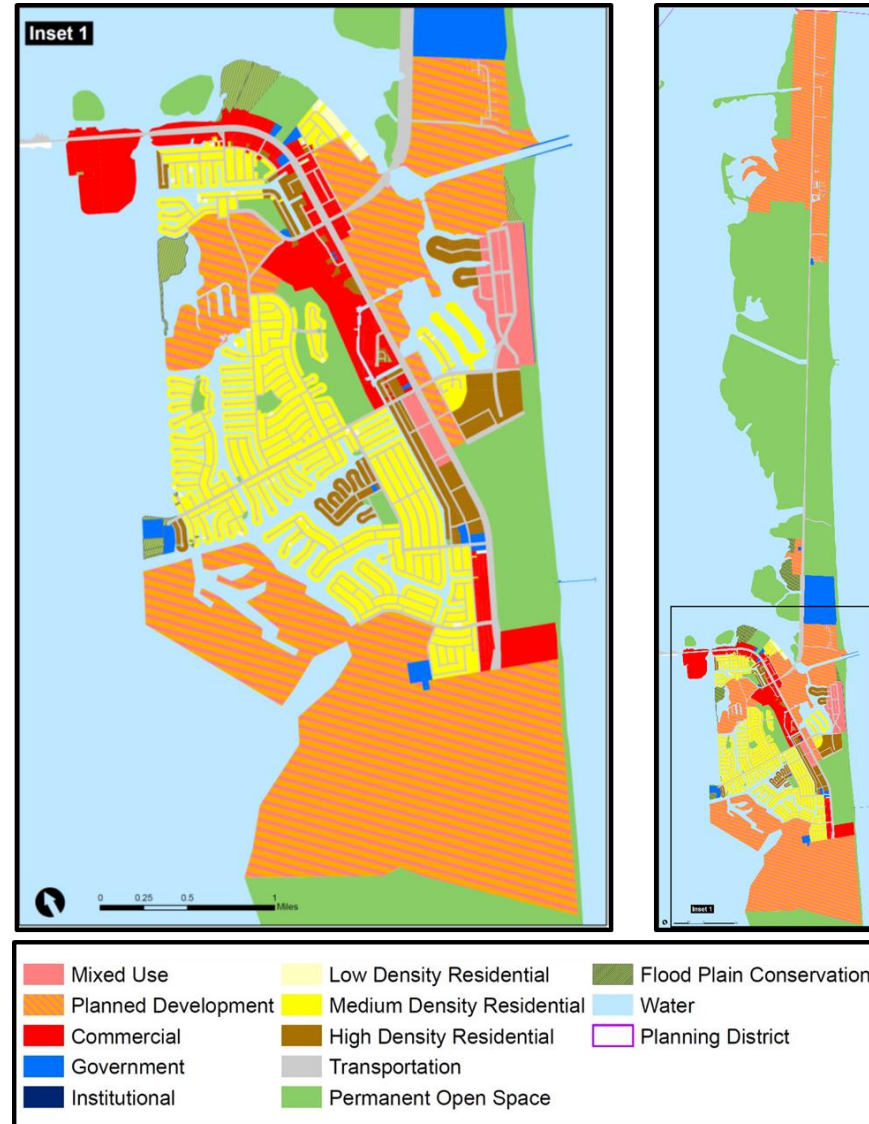 Inset 1
0 0.25 0.5 1
Miles
Inset 1
Mixed Use
Planned Development
Commercial
Government
Institutional
Low Density Residential
Medium Density Residential
High Density Residential
Transportation
Permanent Open Space
Flood Plain Conservation
Water
Planning District